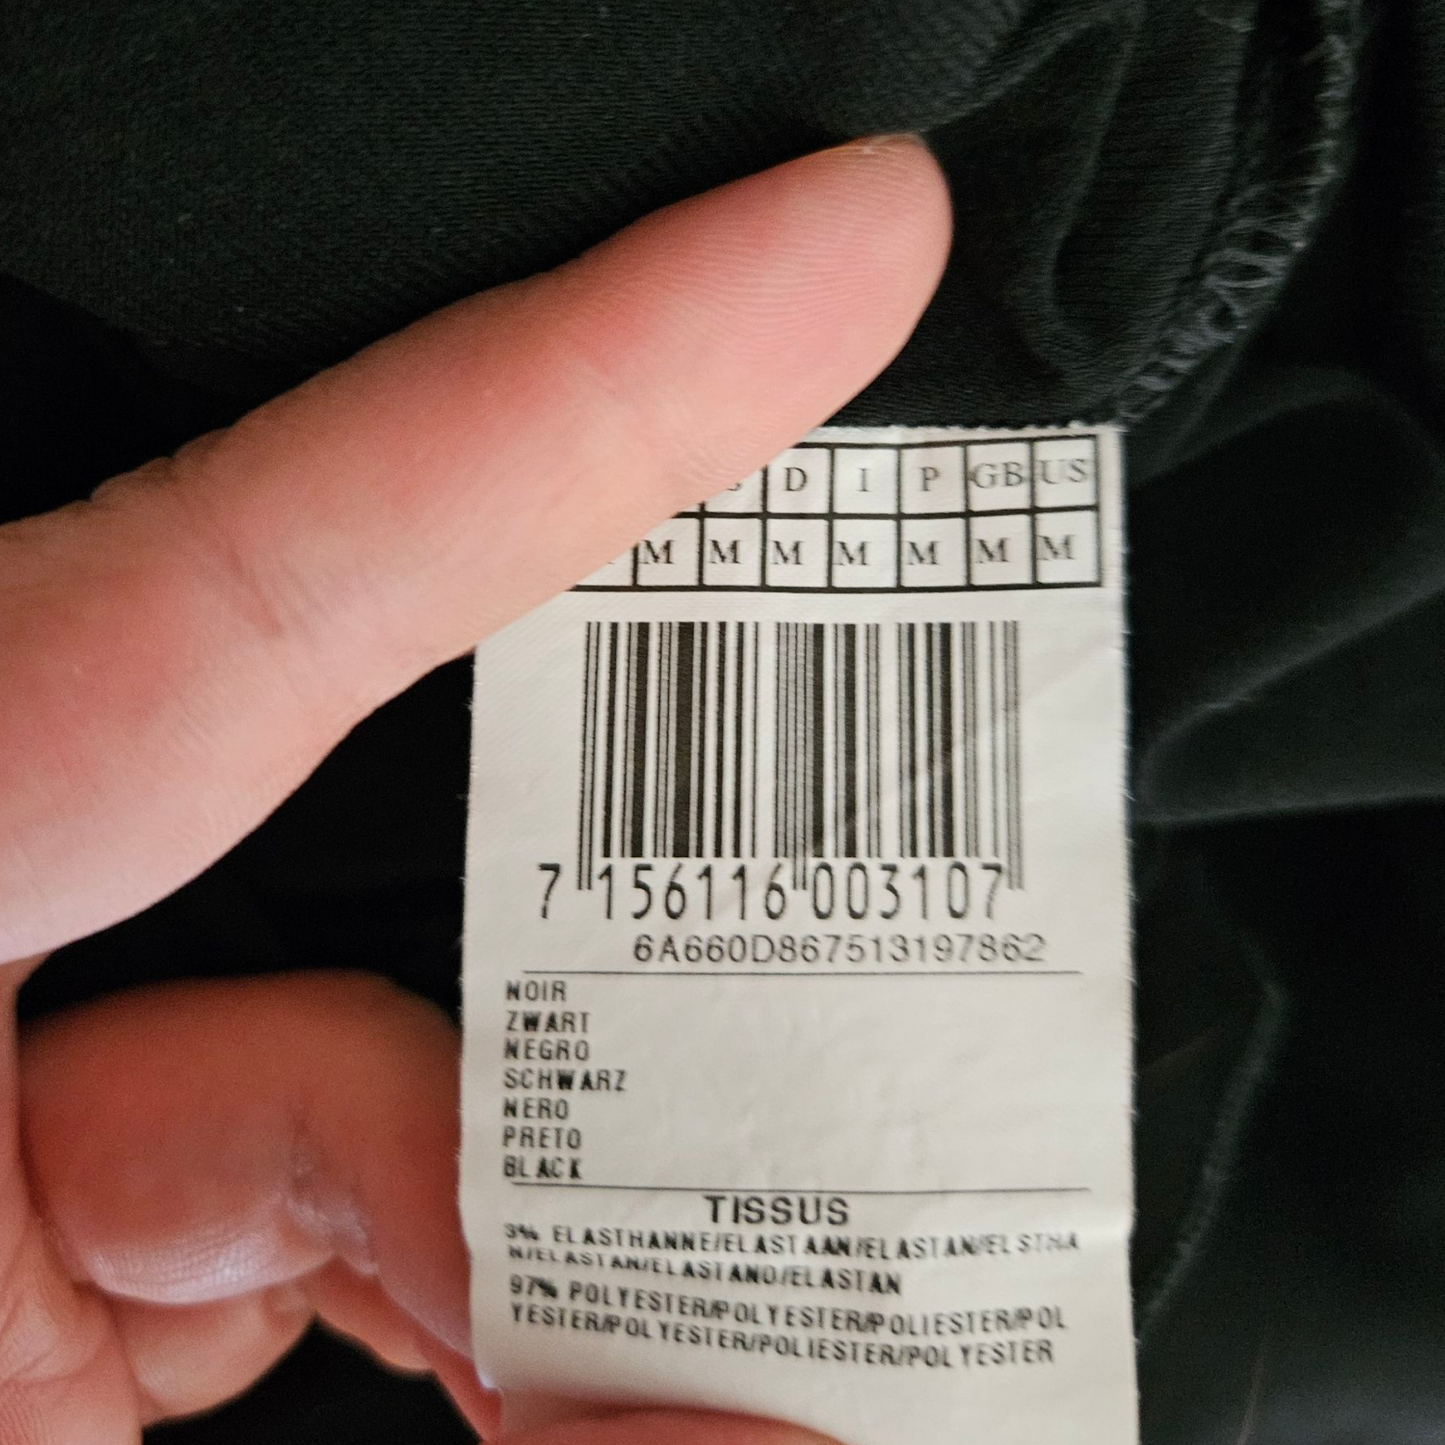 D I P GB US
M M M M M M M
7 156116 003107
6A660D867513197862
NOIR
ZWART
NEGRO
SCHWARZ
NERO
PRETO
BLACK
TISSUS
3% ELASTHANNE/ELASTAAN/ELASTAN/ELSTHA
N/ELASTAN/ELASTANO/ELASTAN
97% POLYESTER/POLYESTER/POLIESTER/POL
YESTER/POLYESTER/POLIESTER/POLYESTER